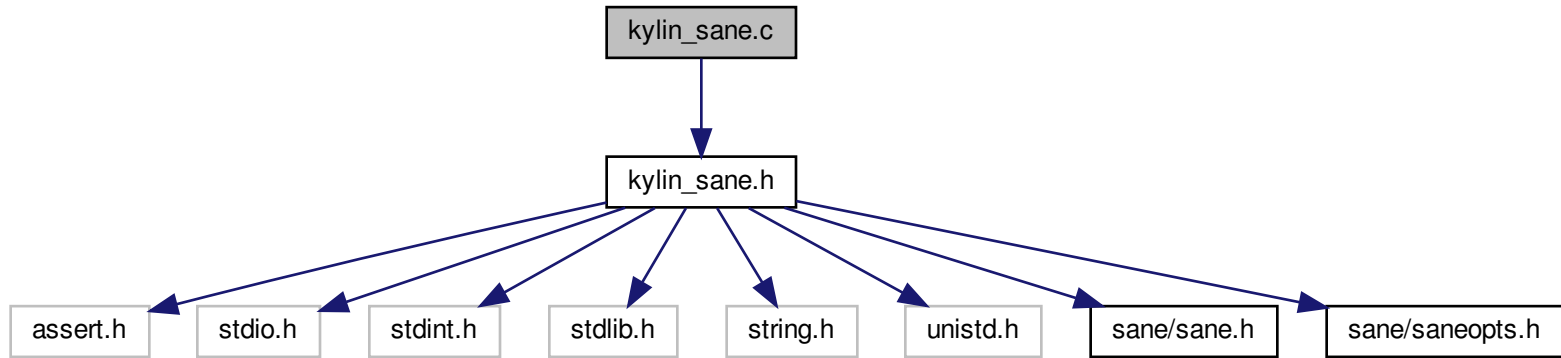 kylin_sane.c
kylin_sane.h
assert.h
stdio.h
stdint.h
stdlib.h
string.h
unistd.h
sane/sane.h
sane/saneopts.h